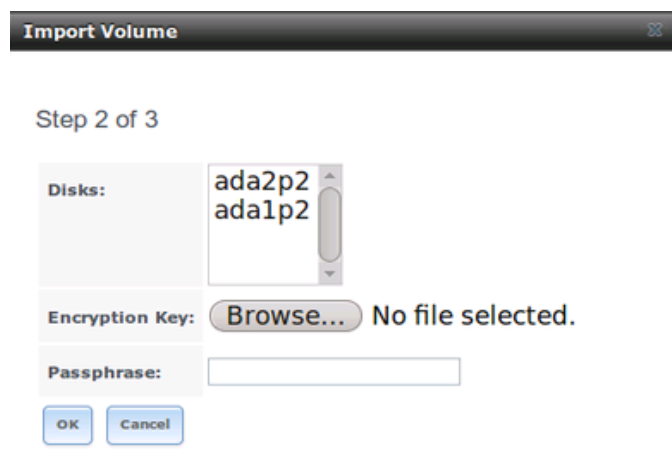 Import Volume
Step 2 of 3
Disks:
ada2p2
ada1p2
Encryption Key: Browse... No file selected.
Passphrase:
OK Cancel